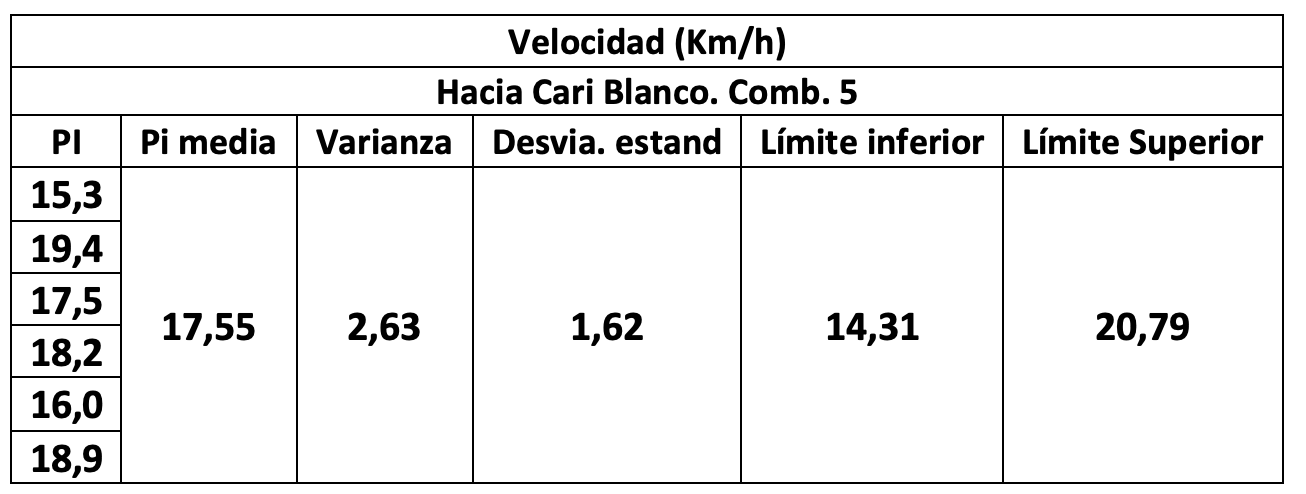 Velocidad (Km/h)
Hacia Cari Blanco. Comb. 5
PI Pi media Varianza Desvia. estand Límite inferior Límite Superior
15,3
19,4
17,5
17,55 2,63 1,62 14,31 20,79
18,2
16,0
18,9